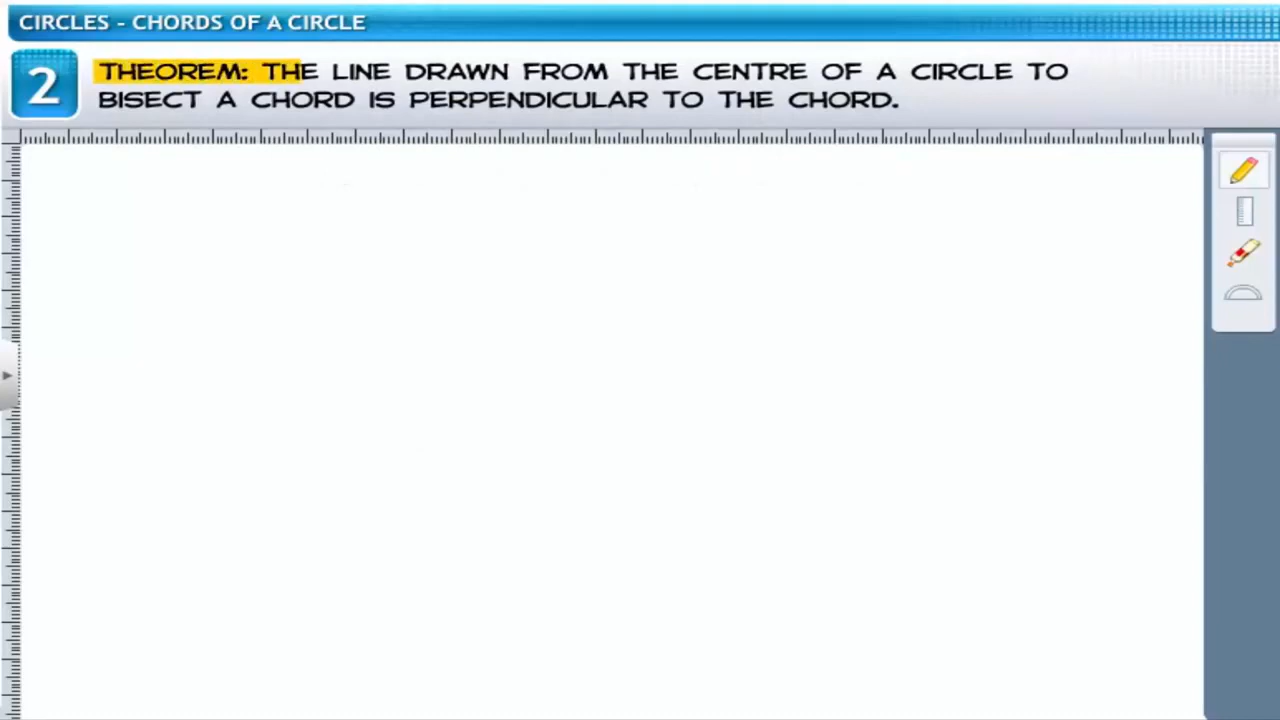 CIRCLES - CHORDS OF A CIRCLE
2
THEOREM: THE LINE DRAWN FROM THE CENTRE OF A CIRCLE TO
BISECT A CHORD IS PERPENDICULAR TO THE CHORD.